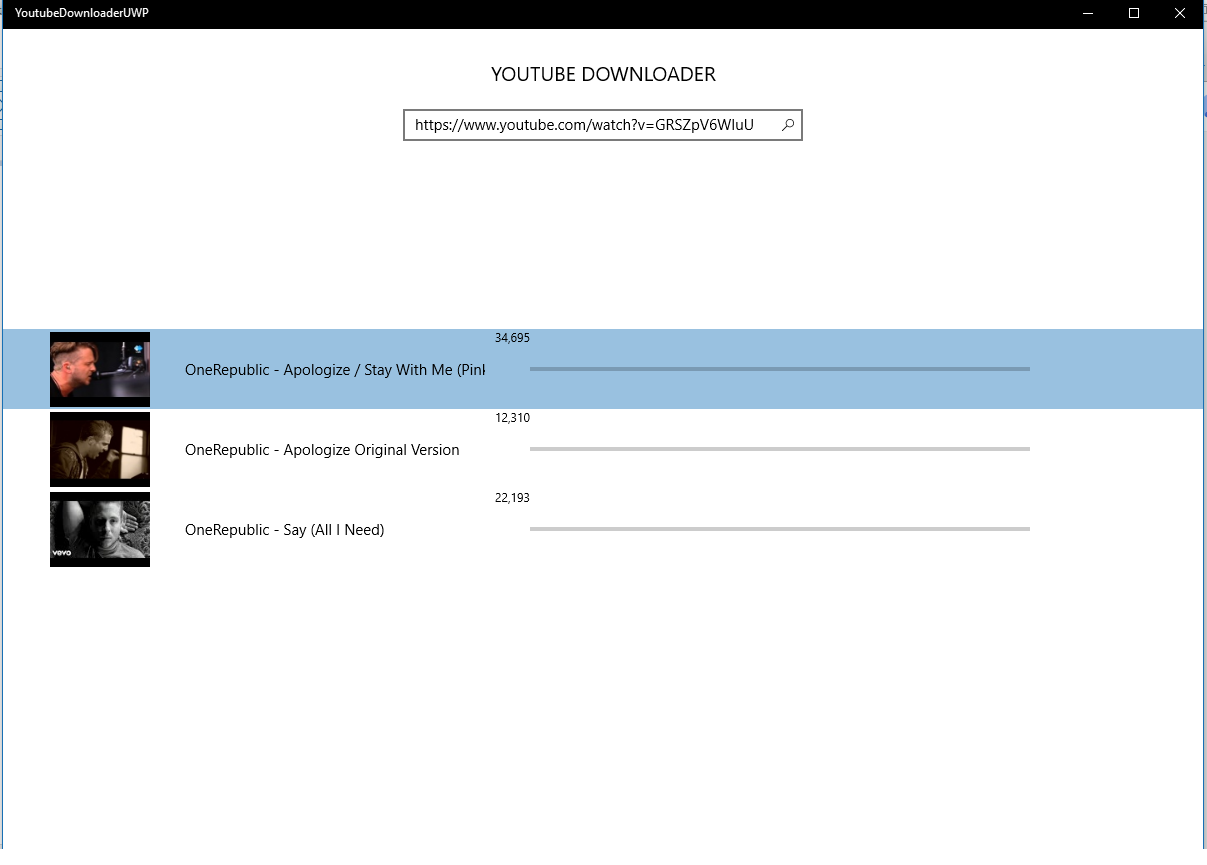 YoutubeDownloaderUWP
YOUTUBE DOWNLOADER
https://www.youtube.com/watch?v=GRSZpV6WIuU
34,695
OneRepublic - Apologize / Stay With Me (Pink
12,310
OneRepublic - Apologize Original Version
22,193
OneRepublic - Say (All I Need)
vevo